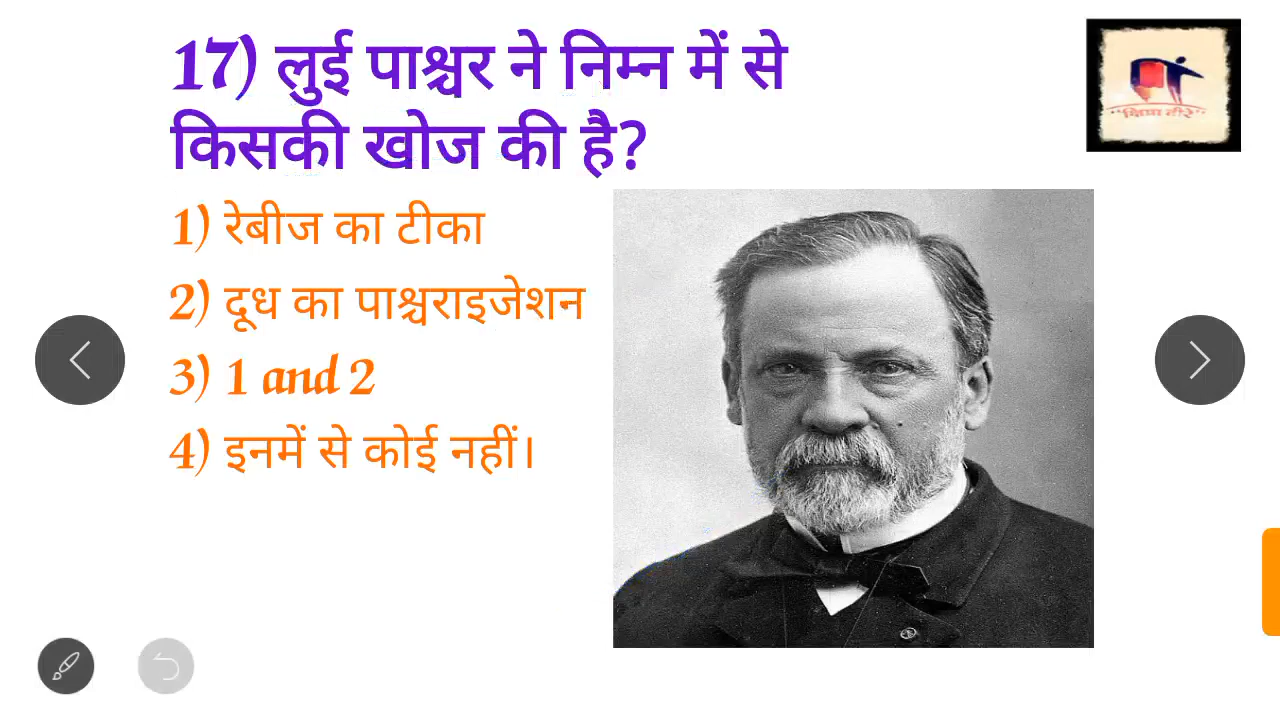 17) लुई पाश्चर ने निम्न में से
किसकी खोज की है?
1) रेबीज का टीका
2) दूध का पाश्चराइजेशन
3) 1 and 2
4) इनमें से कोई नहीं।